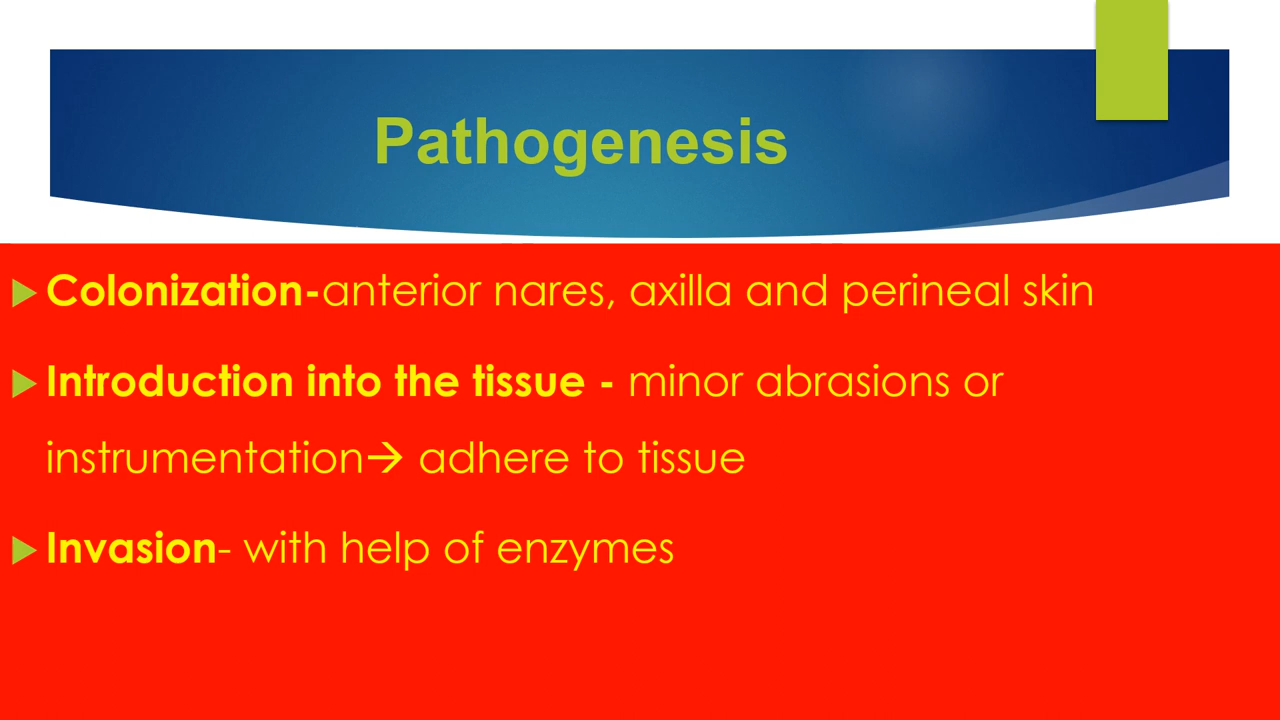 Pathogenesis
Colonization-anterior nares, axilla and perineal skin
Introduction into the tissue - minor abrasions or
instrumentation→ adhere to tissue
Invasion- with help of enzymes